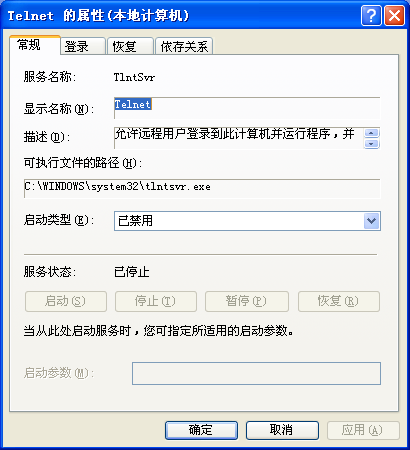 Telnet 的属性(本地计算机)
常规 登录 恢复 依存关系
服务名称: TlntSvr
显示名称(N): Telnet
描述(D): 允许远程用户登录到此计算机并运行程序,并
可执行文件的路径(H):
C:\WINDOWS\system32\tlntsvr.exe
启动类型(E): 已禁用
服务状态: 已停止
启动(S) 停止(T) 暂停(P) 恢复(R)
当从此处启动服务时,您可指定所适用的启动参数。
启动参数(M):
确定 取消 应用(A)